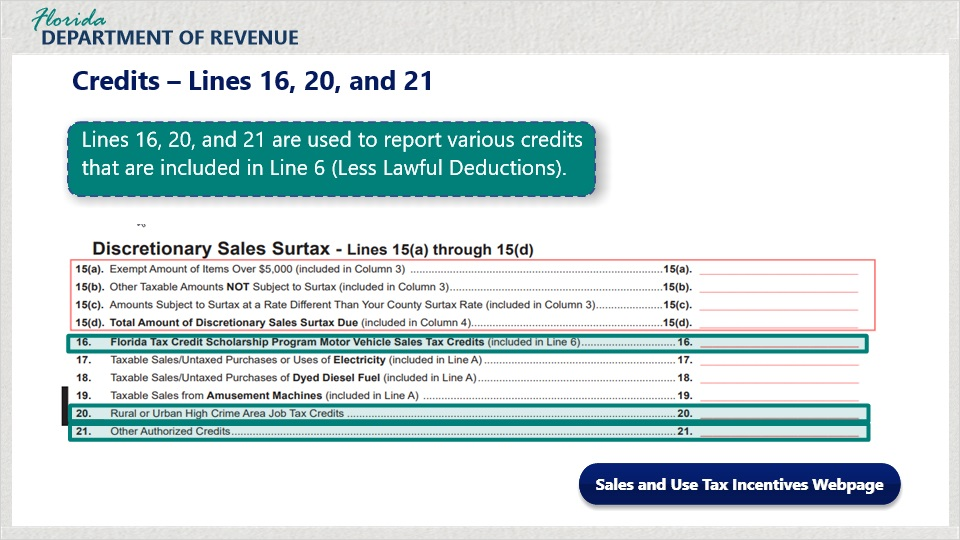 Florida
DEPARTMENT OF REVENUE
Credits – Lines 16, 20, and 21
Lines 16, 20, and 21 are used to report various credits
that are included in Line 6 (Less Lawful Deductions).
Discretionary Sales Surtax - Lines 15(a) through 15(d)
15(a). Exempt Amount of Items Over $5,000 (included in Column 3) ........ 15(a).
15(b). Other Taxable Amounts NOT Subject to Surtax (included in Column 3)........ 15(b).
15(c). Amounts Subject to Surtax at a Rate Different Than Your County Surtax Rate (included in Column 3)........ 15(c).
15(d). Total Amount of Discretionary Sales Surtax Due (included in Column 4)........ 15(d).
16. Florida Tax Credit Scholarship Program Motor Vehicle Sales Tax Credits (included in Line 6)........ 16.
17. Taxable Sales/Untaxed Purchases or Uses of Electricity (included in Line A)........ 17.
18. Taxable Sales/Untaxed Purchases of Dyed Diesel Fuel (included in Line A)........ 18.
19. Taxable Sales from Amusement Machines (included in Line A) ........ 19.
20. Rural or Urban High Crime Area Job Tax Credits ........ 20.
21. Other Authorized Credits........ 21.
Sales and Use Tax Incentives Webpage